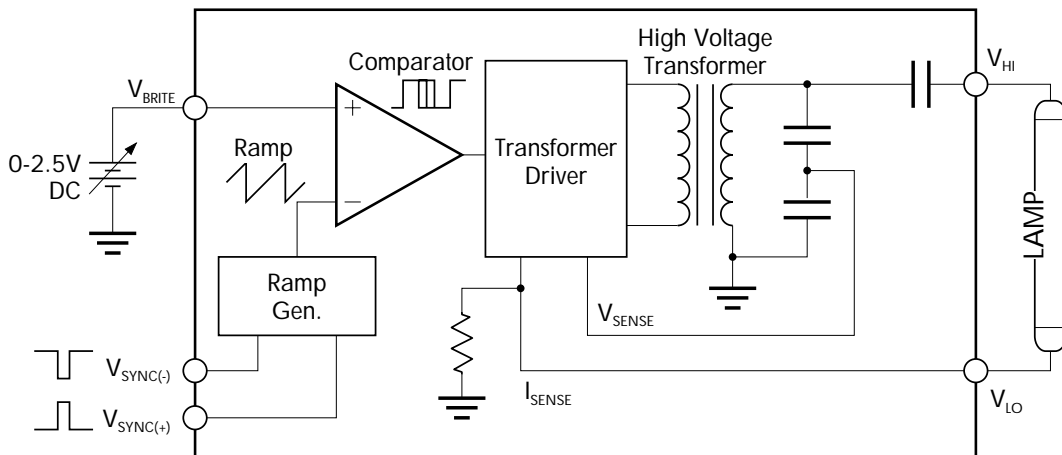 High Voltage
Transformer
Comparator
V_BRITE
V_HI
+
0-2.5V
DC
Ramp
Transformer
Driver
LAMP
−
Ramp
Gen.
V_SENSE
V_SYNC(-)
I_SENSE
V_LO
V_SYNC(+)